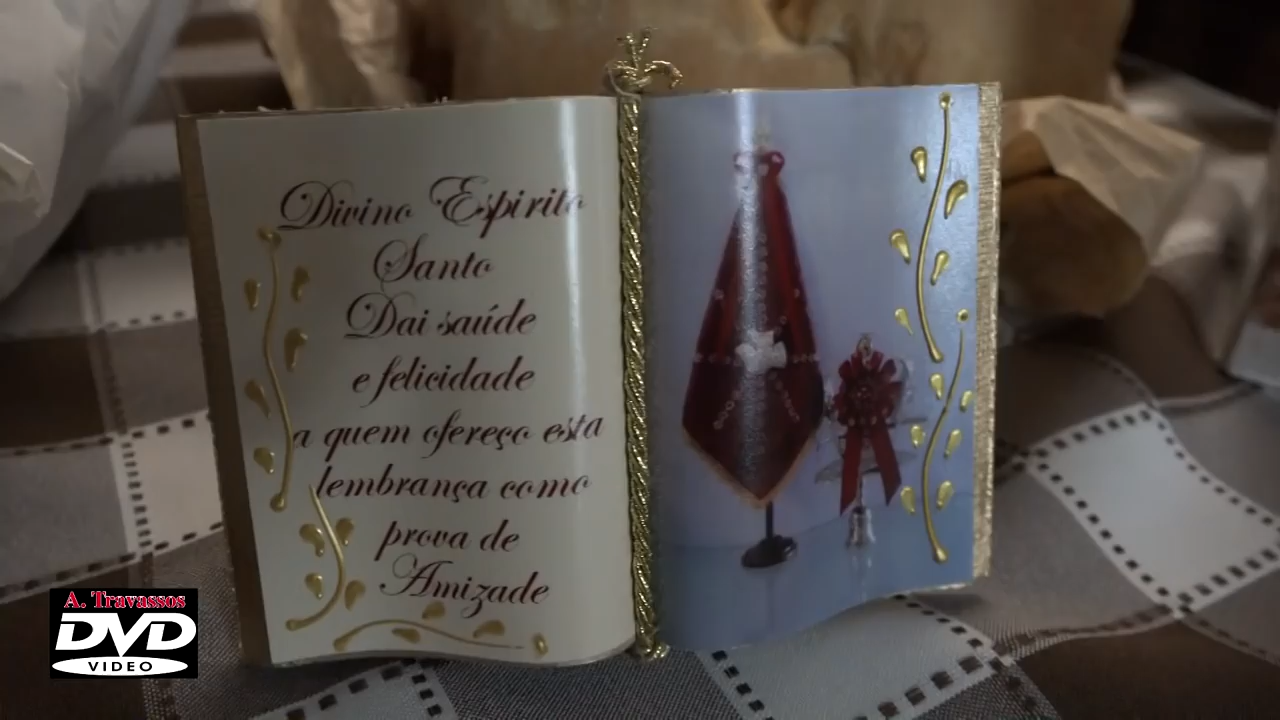 Divino Espirito
Santo
Dai saúde
e felicidade
a quem ofereço esta
lembrança como
prova de
Amizade
A. Travassos
DVD
VIDEO